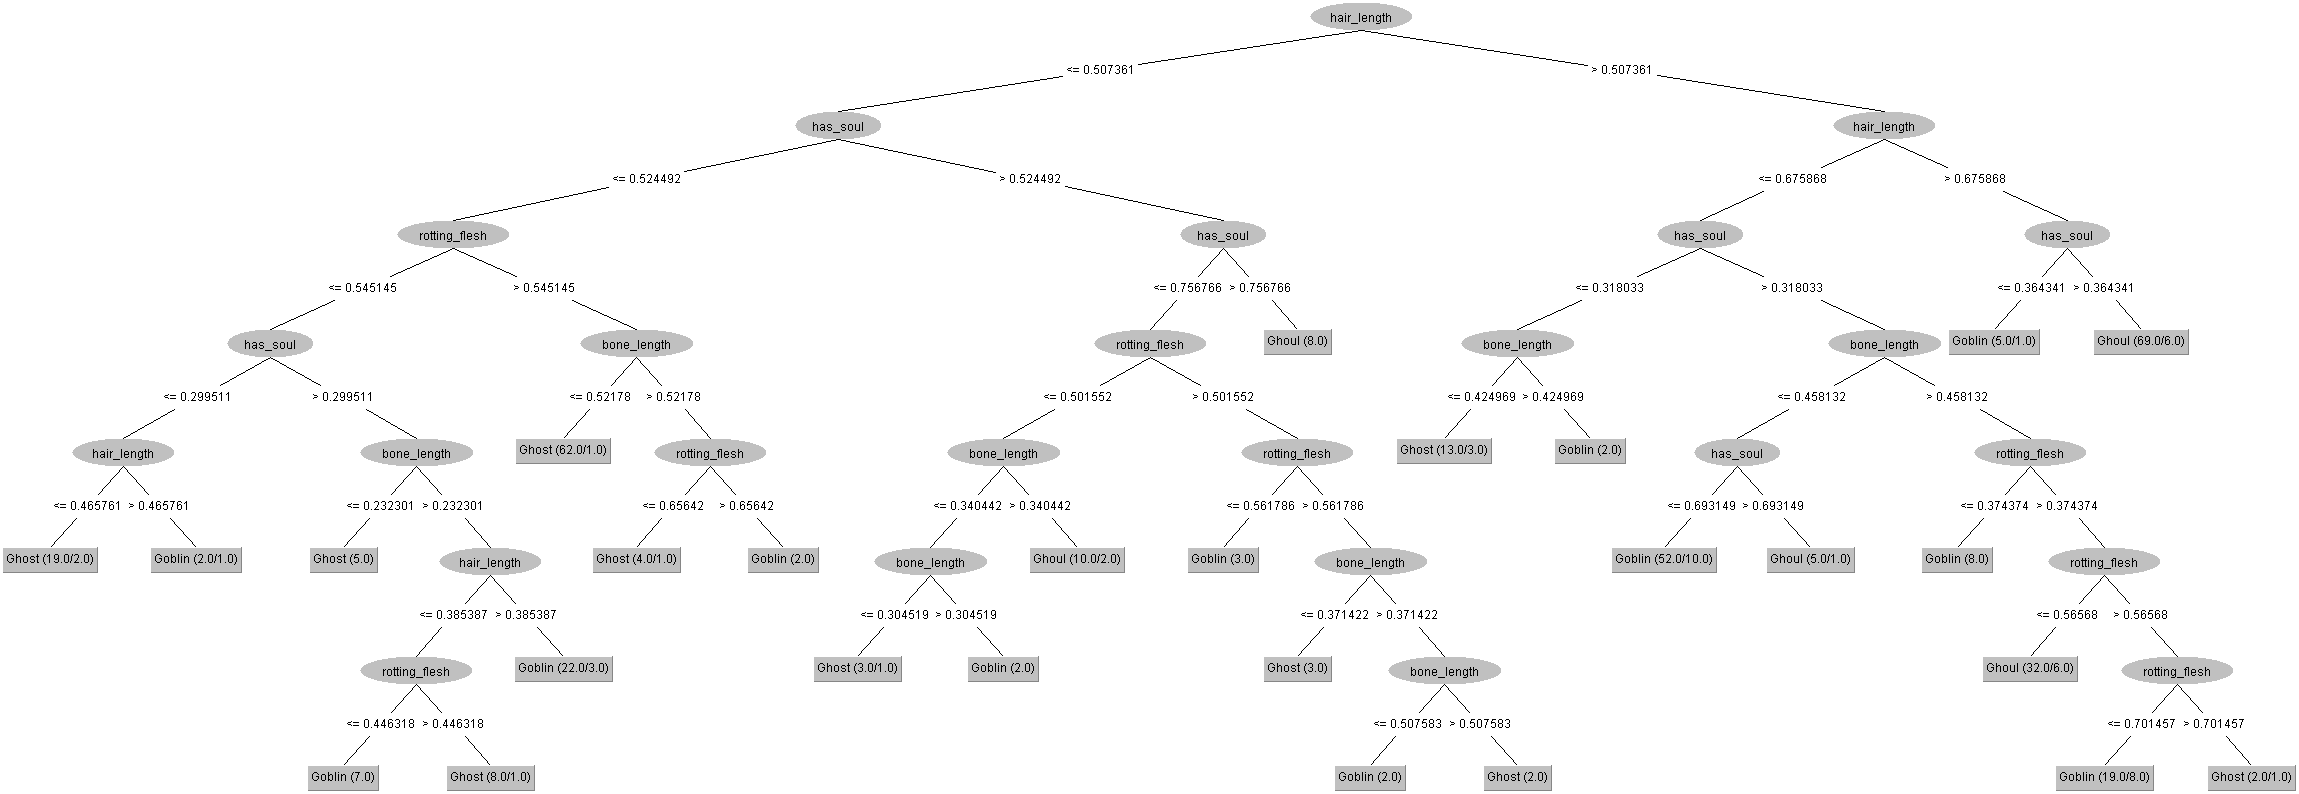 hair_length
<= 0.507361 > 0.507361
has_soul hair_length
<= 0.524492 > 0.524492 <= 0.675868 > 0.675868
rotting_flesh has_soul has_soul has_soul
<= 0.545145 > 0.545145 <= 0.756766 > 0.756766 <= 0.318033 > 0.318033 <= 0.364341 > 0.364341
has_soul bone_length rotting_flesh Ghoul (8.0) bone_length bone_length Goblin (5.0/1.0) Ghoul (69.0/6.0)
<= 0.299511 > 0.299511 <= 0.52178 > 0.52178 <= 0.501552 > 0.501552 <= 0.424969 > 0.424969 <= 0.458132 > 0.458132
hair_length bone_length Ghost (62.0/1.0) rotting_flesh bone_length rotting_flesh Ghost (13.0/3.0) Goblin (2.0) has_soul rotting_flesh
<= 0.465761 > 0.465761 <= 0.232301 > 0.232301 <= 0.65642 > 0.65642 <= 0.340442 > 0.340442 <= 0.561786 > 0.561786 <= 0.693149 > 0.693149 <= 0.374374 > 0.374374
Ghost (19.0/2.0) Goblin (2.0/1.0) Ghost (5.0) hair_length Ghost (4.0/1.0) Goblin (2.0) bone_length Ghoul (10.0/2.0) Goblin (3.0) bone_length Goblin (52.0/10.0) Ghoul (5.0/1.0) Goblin (8.0) rotting_flesh
<= 0.385387 > 0.385387 <= 0.304519 > 0.304519 <= 0.371422 > 0.371422 <= 0.56568 > 0.56568
rotting_flesh Goblin (22.0/3.0) Ghost (3.0/1.0) Goblin (2.0) Ghost (3.0) bone_length Ghoul (32.0/6.0) rotting_flesh
<= 0.446318 > 0.446318 <= 0.507583 > 0.507583 <= 0.701457 > 0.701457
Goblin (7.0) Ghost (8.0/1.0) Goblin (2.0) Ghost (2.0) Goblin (19.0/8.0) Ghost (2.0/1.0)